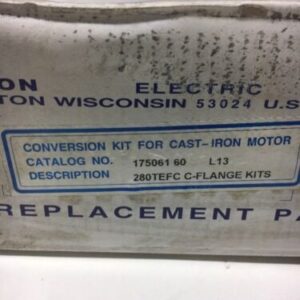 ON ELECTRIC
TON WISCONSIN 53024 U.S
CONVERSION KIT FOR CAST-IRON MOTOR
CATALOG NO. 175061 60 L13
DESCRIPTION 280TEFC C-FLANGE KITS
REPLACEMENT PA